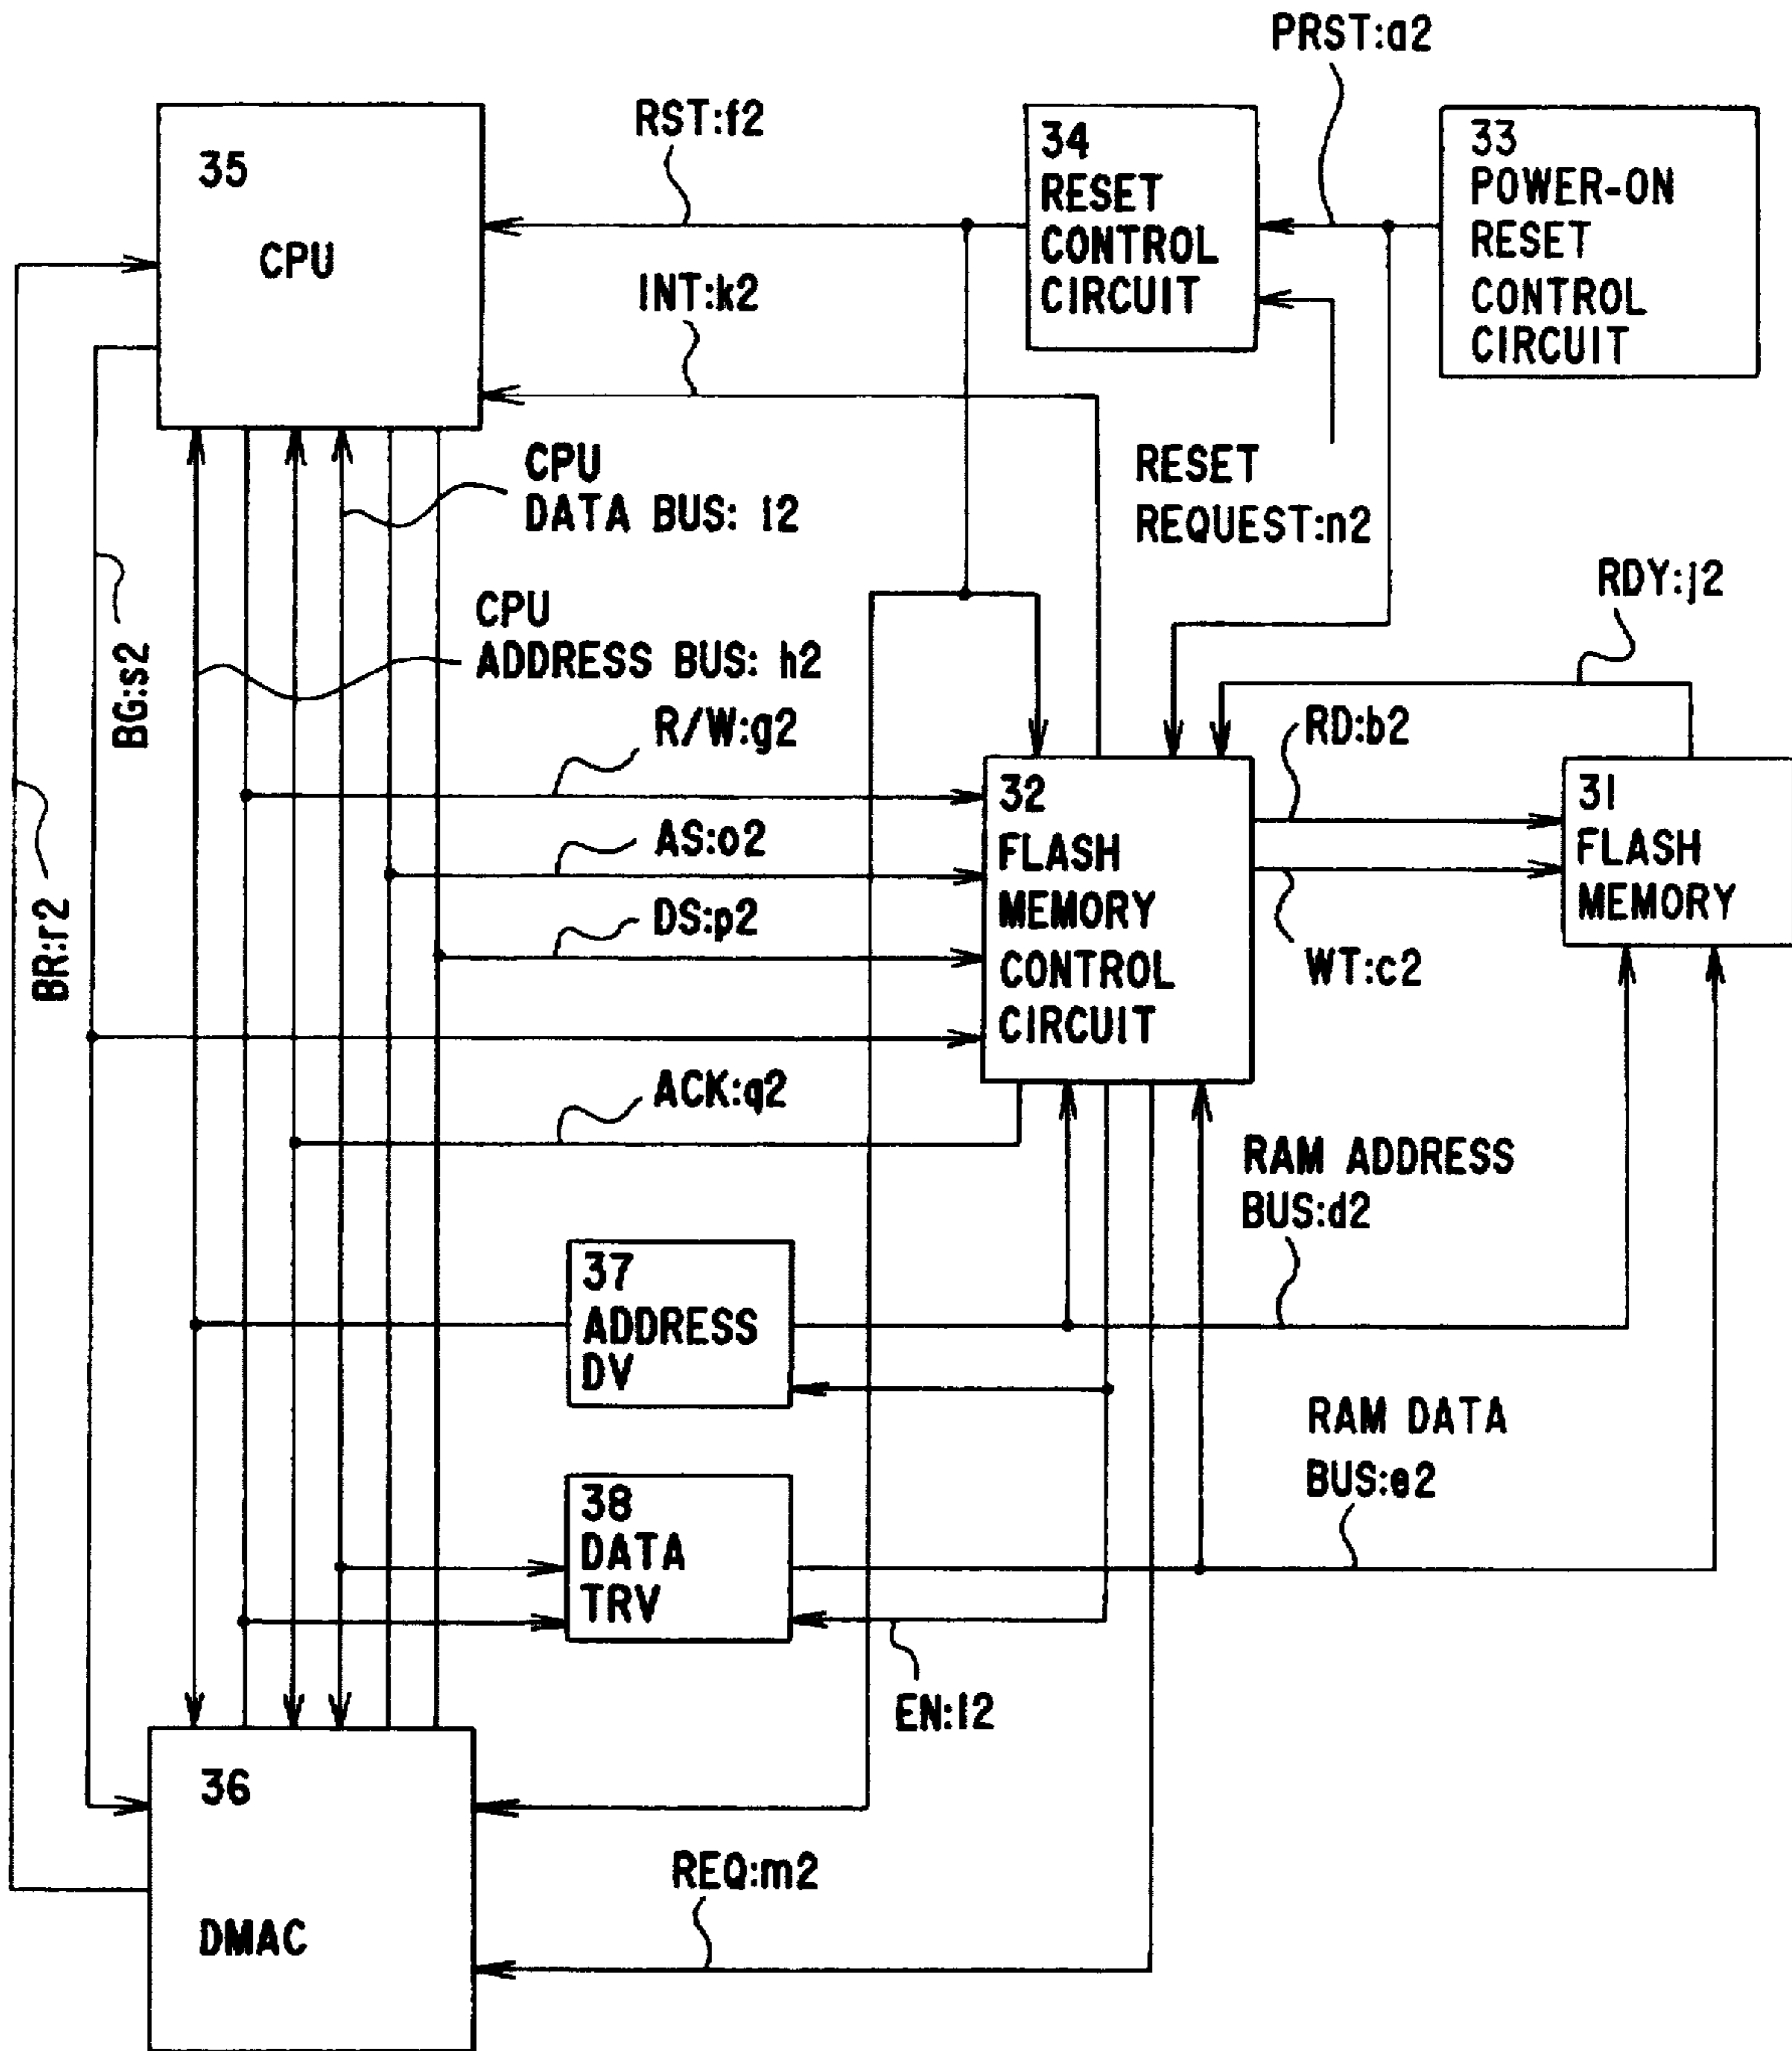 PRST:a2
RST:f2
34
RESET
CONTROL
CIRCUIT
33
POWER-ON
RESET
CONTROL
CIRCUIT
35
CPU
INT:k2
CPU
DATA BUS: i2
RESET
REQUEST:n2
RDY:j2
CPU
ADDRESS BUS: h2
BG:s2
R/W:g2
RD:b2
32
FLASH
MEMORY
CONTROL
CIRCUIT
31
FLASH
MEMORY
AS:o2
BR:r2
DS:p2
WT:c2
ACK:q2
RAM ADDRESS
BUS:d2
37
ADDRESS
DV
RAM DATA
BUS:e2
38
DATA
TRV
EN:l2
36
DMAC
REQ:m2